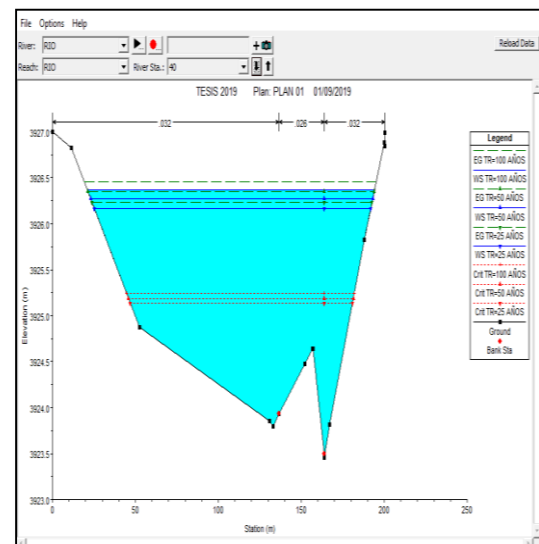 File Options Help
River: RIO
Reload Data
Reach: RIO River Sta.: 40
TESIS 2019 Plan: PLAN 01 01/09/2019
.032 .026 .032
3927.0
3926.5
3926.0
3925.5
3925.0
3924.5
3924.0
3923.5
3923.0
Elevation (m)
0 50 100 150 200 250
Station (m)
Legend
EG TR=100 AÑOS
WS TR=100 AÑOS
EG TR=50 AÑOS
WS TR=50 AÑOS
EG TR=25 AÑOS
WS TR=25 AÑOS
Crit TR=100 AÑOS
Crit TR=50 AÑOS
Crit TR=25 AÑOS
Ground
Bank Sta